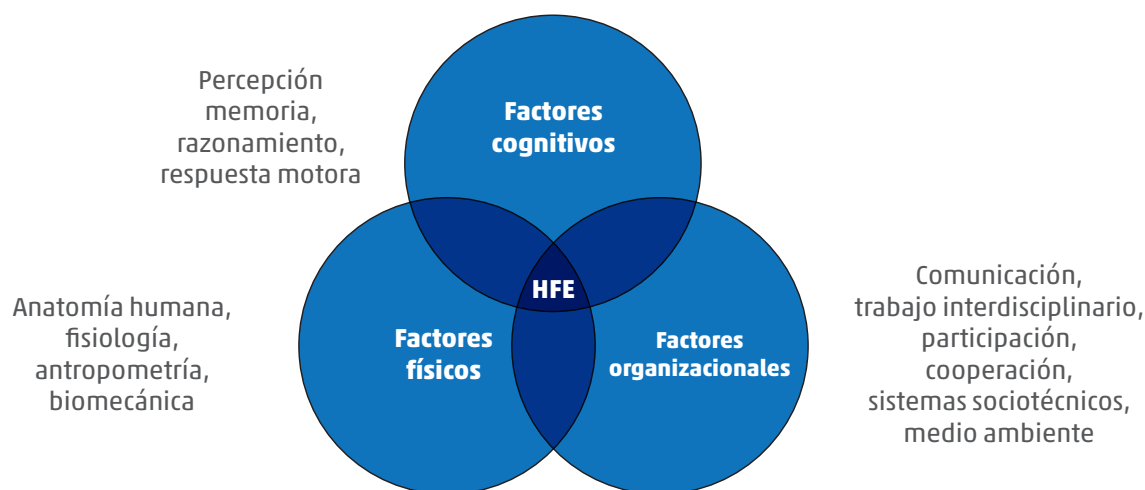 Percepción
memoria,
razonamiento,
respuesta motora
Factores
cognitivos
HFE
Anatomía humana,
fisiología,
antropometría,
biomecánica
Factores
físicos
Factores
organizacionales
Comunicación,
trabajo interdisciplinario,
participación,
cooperación,
sistemas sociotécnicos,
medio ambiente